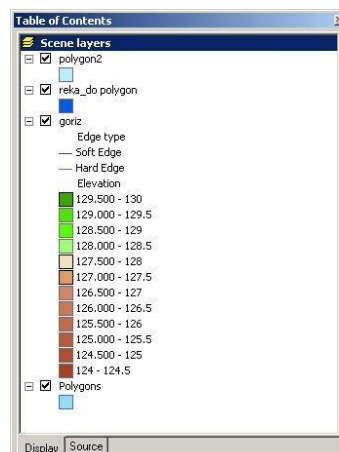 Table of Contents
Scene layers
polygon2
reka_do polygon
goriz
Edge type
Soft Edge
Hard Edge
Elevation
129.500 - 130
129.000 - 129.5
128.500 - 129
128.000 - 128.5
127.500 - 128
127.000 - 127.5
126.500 - 127
126.000 - 126.5
125.500 - 126
125.000 - 125.5
124.500 - 125
124 - 124.5
Polygons
Display Source